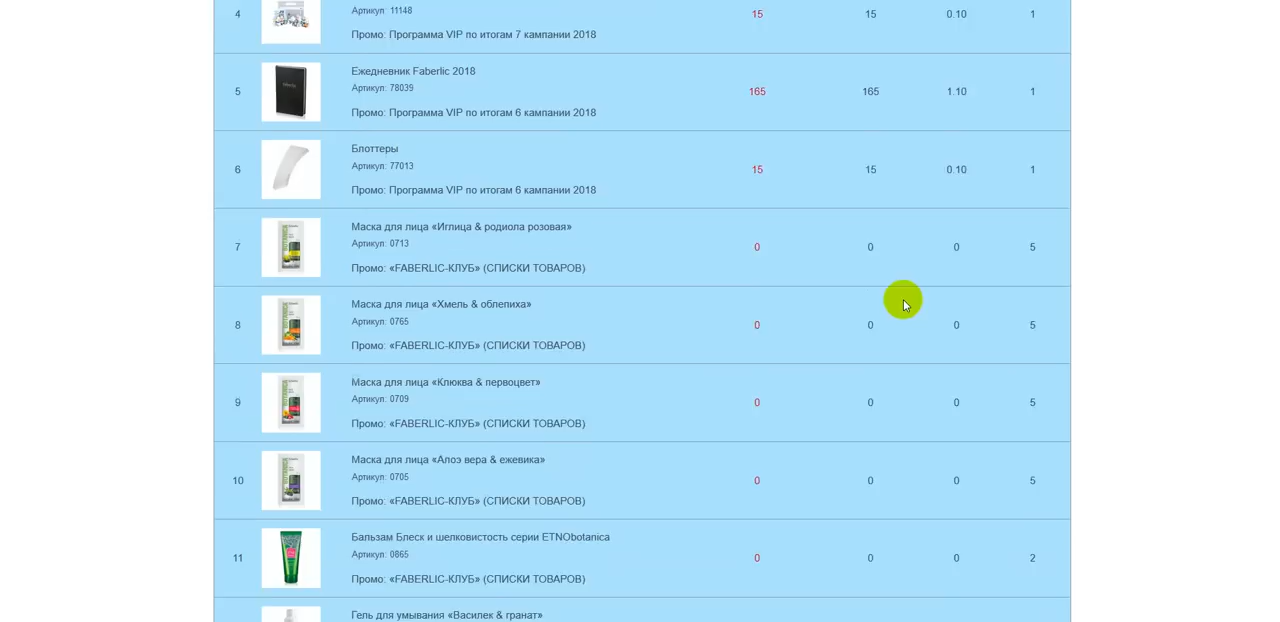 Артикул: 11148
4 15 15 0.10 1
Промо: Программа VIP по итогам 7 кампании 2018
Ежедневник Faberlic 2018
Артикул: 78039
5 165 165 1.10 1
Промо: Программа VIP по итогам 6 кампании 2018
Блоттеры
Артикул: 77013
6 15 15 0.10 1
Промо: Программа VIP по итогам 6 кампании 2018
Маска для лица «Иглица & родиола розовая»
Артикул: 0713
7 0 0 0 5
Промо: «FABERLIC-КЛУБ» (СПИСКИ ТОВАРОВ)
Маска для лица «Хмель & облепиха»
Артикул: 0765
8 0 0 0 5
Промо: «FABERLIC-КЛУБ» (СПИСКИ ТОВАРОВ)
Маска для лица «Клюква & первоцвет»
Артикул: 0709
9 0 0 0 5
Промо: «FABERLIC-КЛУБ» (СПИСКИ ТОВАРОВ)
Маска для лица «Алоэ вера & ежевика»
Артикул: 0705
10 0 0 0 5
Промо: «FABERLIC-КЛУБ» (СПИСКИ ТОВАРОВ)
Бальзам Блеск и шелковистость серии ETNObotanica
Артикул: 0865
11 0 0 0 2
Промо: «FABERLIC-КЛУБ» (СПИСКИ ТОВАРОВ)
Гель для умывания «Василек & гранат»